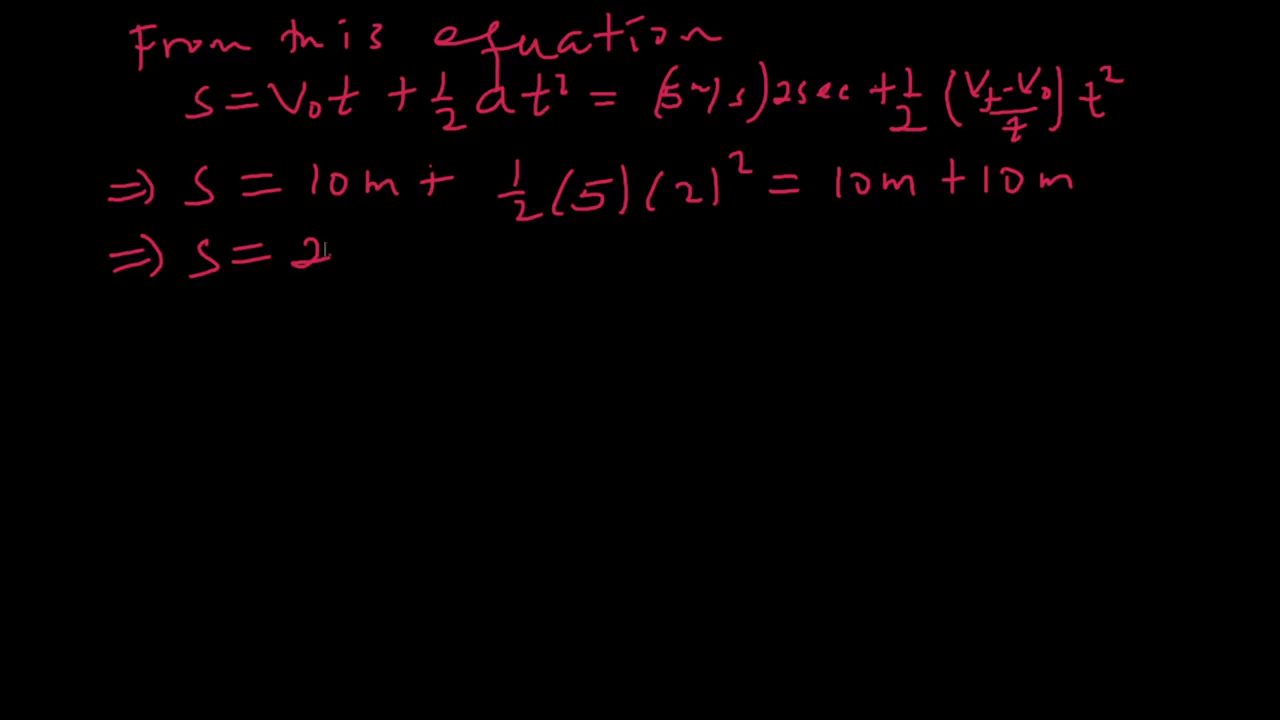 From this equation
S = V₀t + 1/2 at² = (5m/s)2sec + 1/2 (Vt-V₀/t) t²
⇒ S = 10m + 1/2 (5)(2)² = 10m + 10m
⇒ S = 2